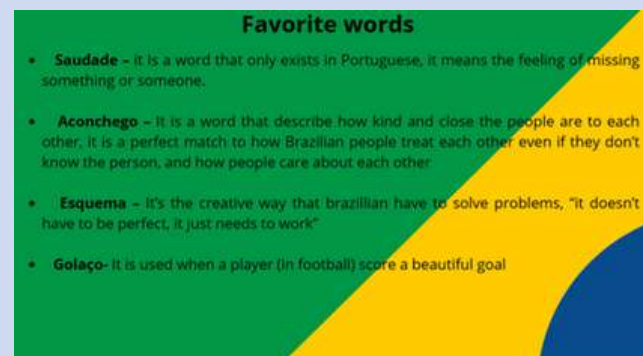 Favorite words
• Saudade – it is a word that only exists in Portuguese, it means the feeling of missing
something or someone.
• Aconchego – It is a word that describe how kind and close the people are to each
other, it is a perfect match to how Brazilian people treat each other even if they don't
know the person, and how people care about each other
• Esquema – It's the creative way that brazillian have to solve problems, "it doesn't
have to be perfect, it just needs to work"
• Golaço- It is used when a player (in football) score a beautiful goal